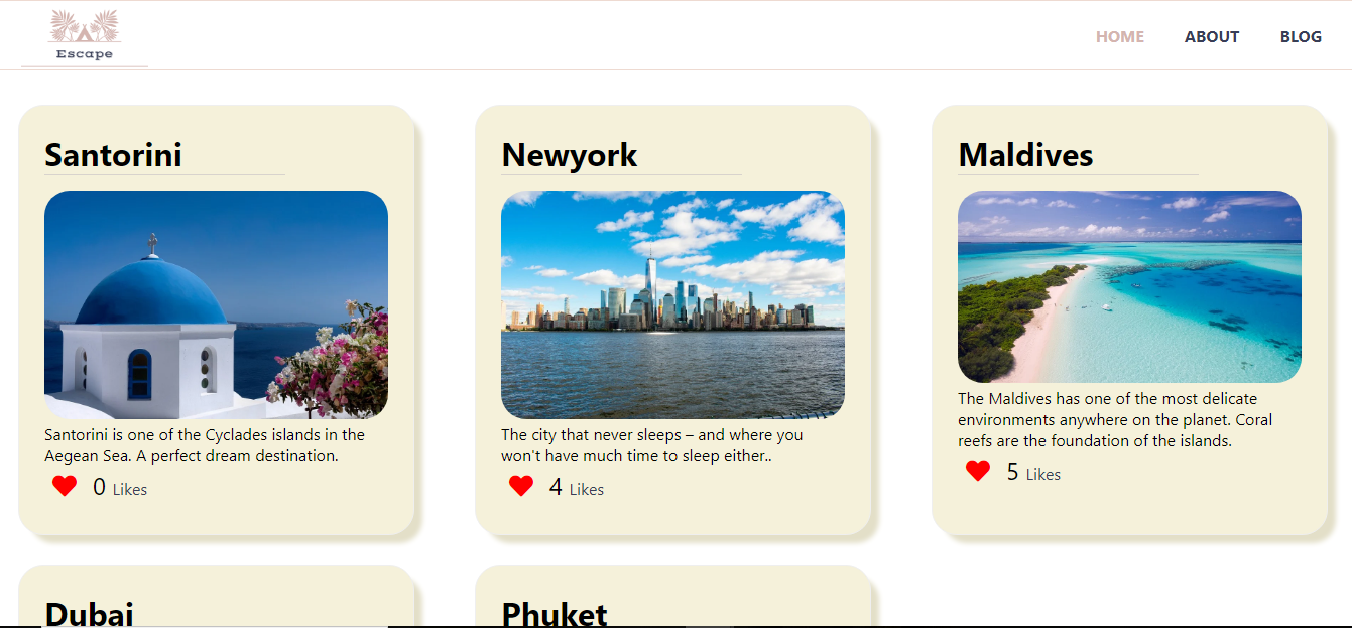 Escape
HOME ABOUT BLOG
Santorini
Santorini is one of the Cyclades islands in the
Aegean Sea. A perfect dream destination.
0 Likes
Newyork
The city that never sleeps – and where you
won't have much time to sleep either..
4 Likes
Maldives
The Maldives has one of the most delicate
environments anywhere on the planet. Coral
reefs are the foundation of the islands.
5 Likes
Dubai
Phuket